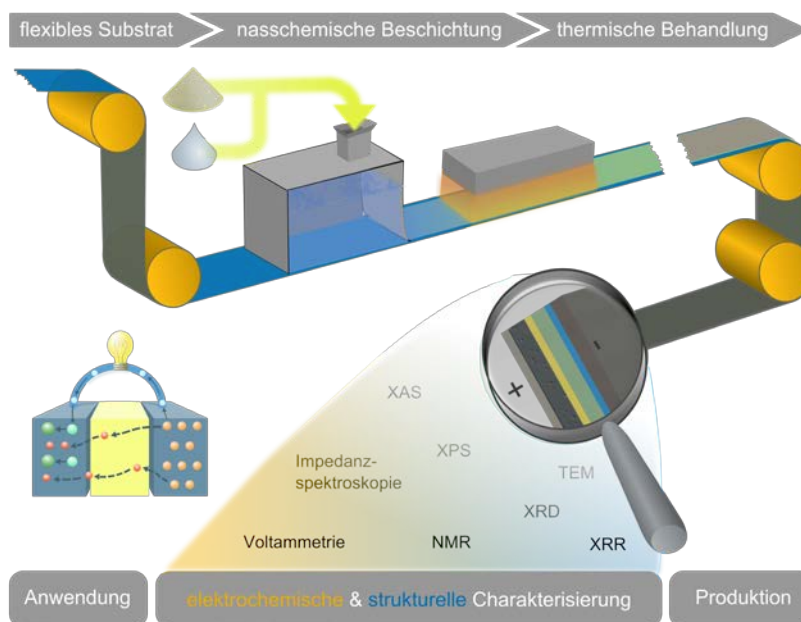 flexibles Substrat
nasschemische Beschichtung
thermische Behandlung
+
-
XAS
XPS
Impedanz-
spektroskopie
TEM
XRD
Voltammetrie
NMR
XRR
Anwendung
elektrochemische & strukturelle Charakterisierung
Produktion